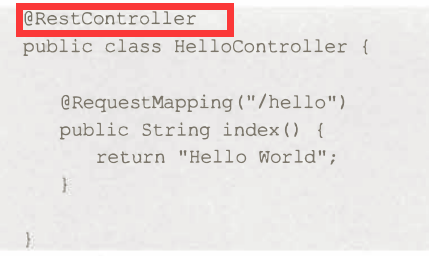 @RestController
public class HelloController {
@RequestMapping("/hello")
public String index() {
return "Hello World";
}
}